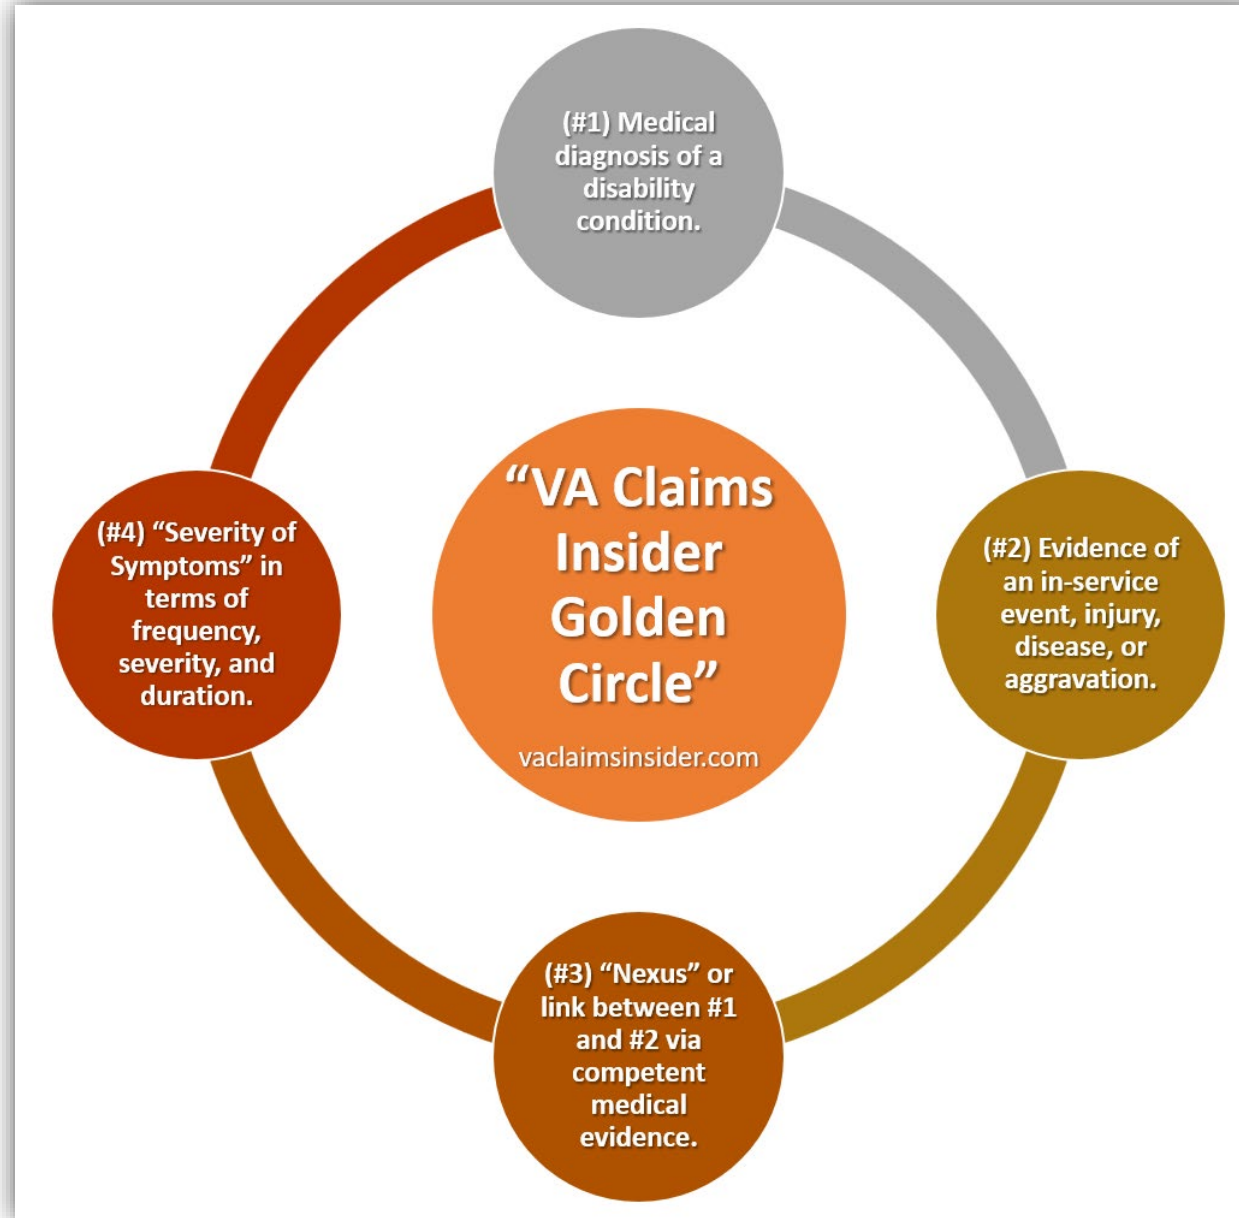 (#1) Medical
diagnosis of a
disability
condition.
(#2) Evidence of
an in-service
event, injury,
disease, or
aggravation.
(#3) “Nexus” or
link between #1
and #2 via
competent
medical
evidence.
(#4) “Severity of
Symptoms” in
terms of
frequency,
severity, and
duration.
“VA Claims
Insider
Golden
Circle”
vaclaimsinsider.com